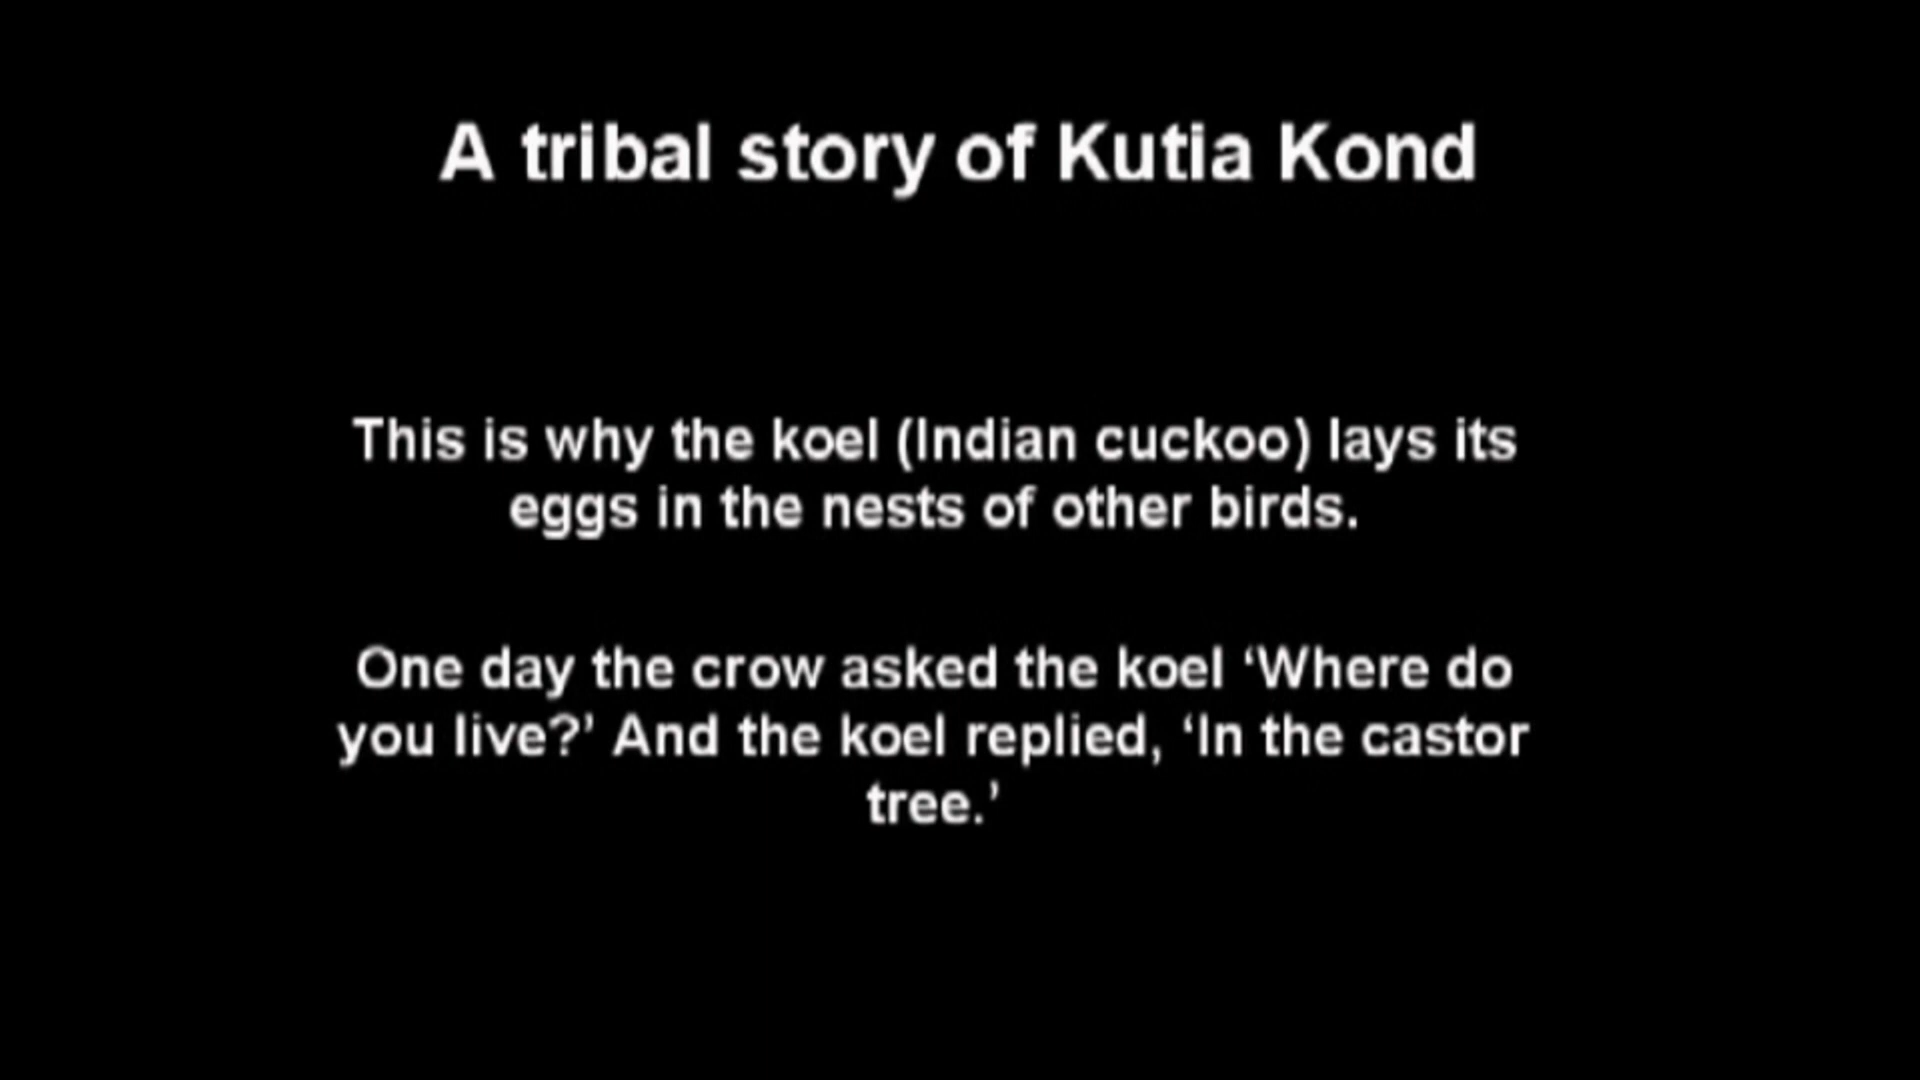 A tribal story of Kutia Kond
This is why the koel (Indian cuckoo) lays its
eggs in the nests of other birds.
One day the crow asked the koel ‘Where do
you live?’ And the koel replied, ‘In the castor
tree.’